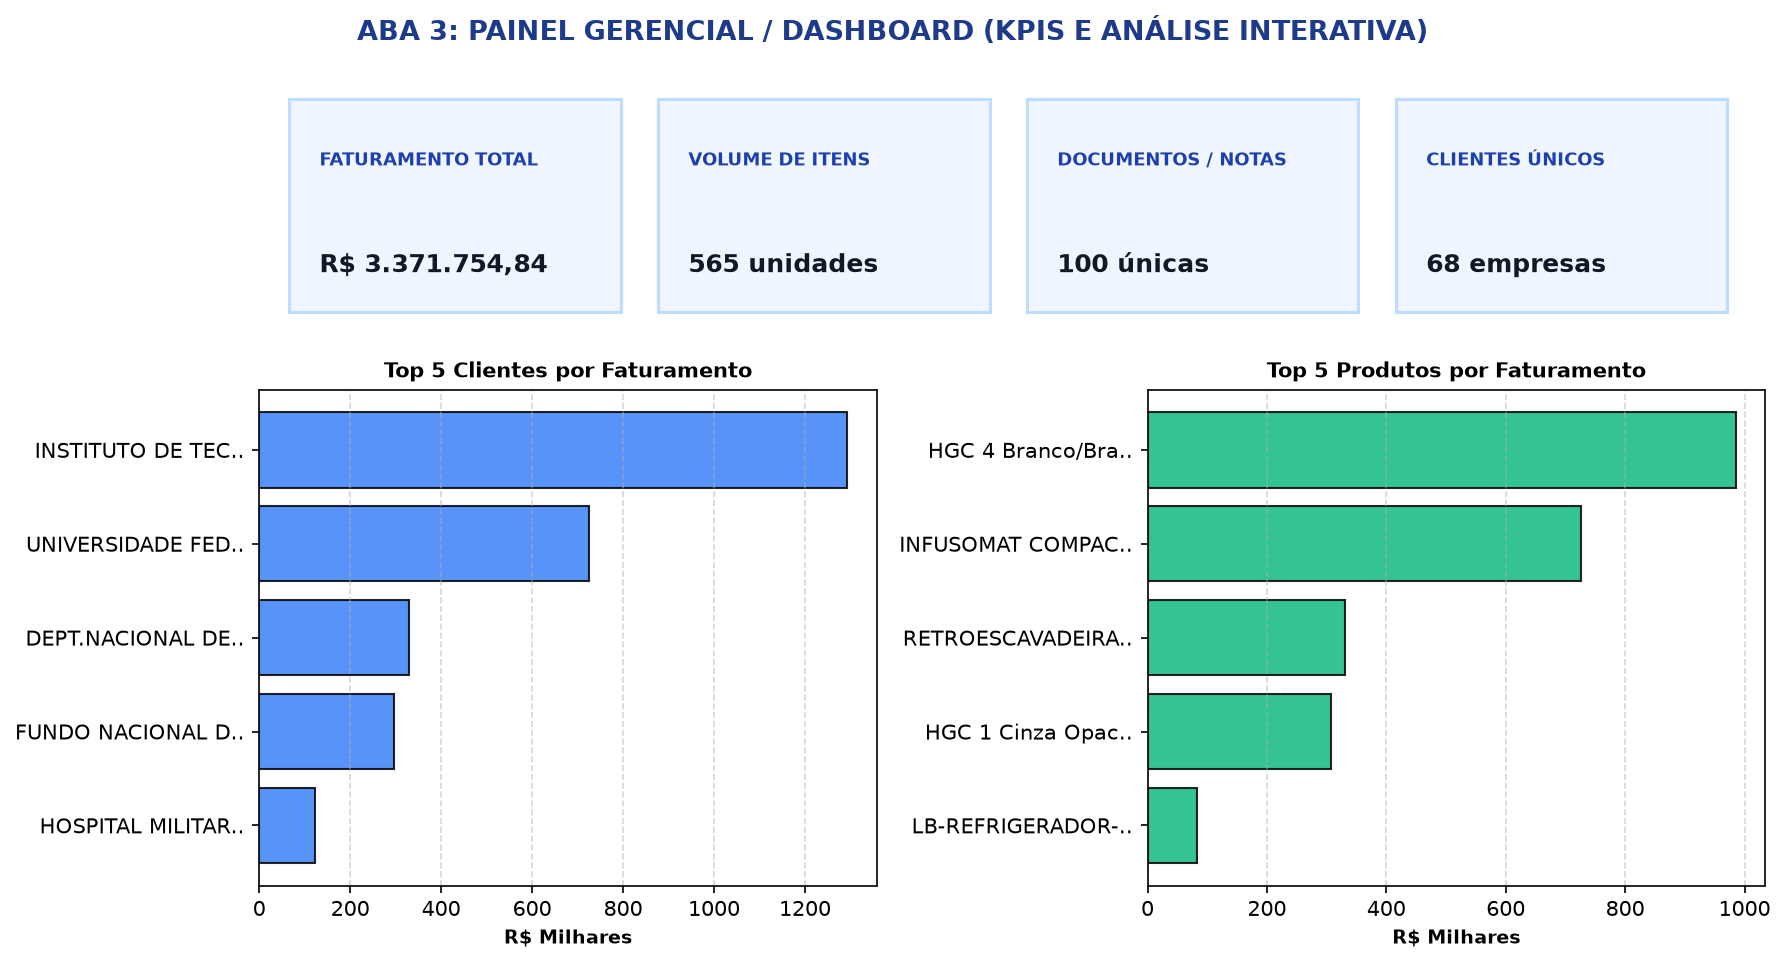 ABA 3: PAINEL GERENCIAL / DASHBOARD (KPIS E ANÁLISE INTERATIVA)
FATURAMENTO TOTAL
R$ 3.371.754,84
VOLUME DE ITENS
565 unidades
DOCUMENTOS / NOTAS
100 únicas
CLIENTES ÚNICOS
68 empresas
Top 5 Clientes por Faturamento
INSTITUTO DE TEC..
UNIVERSIDADE FED..
DEPT.NACIONAL DE..
FUNDO NACIONAL D..
HOSPITAL MILITAR..
0 200 400 600 800 1000 1200
R$ Milhares
Top 5 Produtos por Faturamento
HGC 4 Branco/Bra..
INFUSOMAT COMPAC..
RETROESCAVADEIRA..
HGC 1 Cinza Opac..
LB-REFRIGERADOR-..
0 200 400 600 800 1000
R$ Milhares